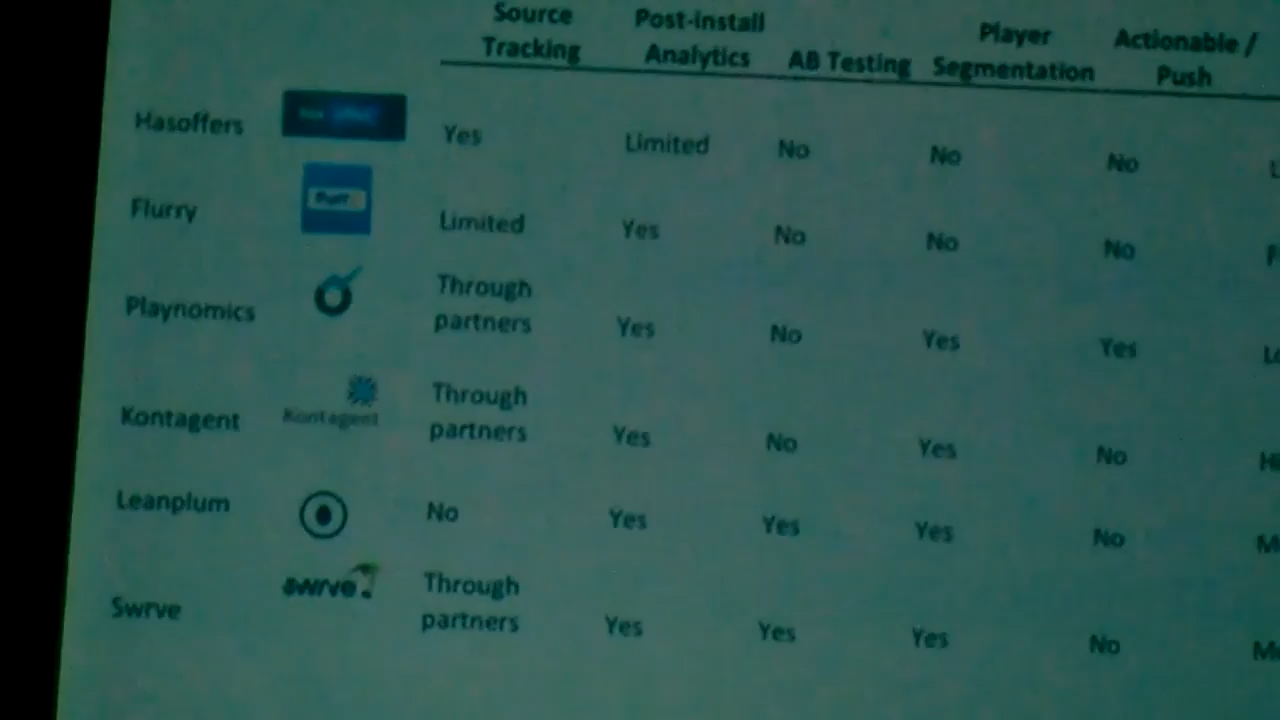 Source Post-install Player Actionable /
Tracking Analytics AB Testing Segmentation Push
Hasoffers Yes Limited No No No
Flurry Limited Yes No No No
Playnomics Through partners Yes No Yes Yes
Kontagent Kontagent Through partners Yes No Yes No
Leanplum No Yes Yes Yes No
Swrve swrve Through partners Yes Yes Yes No